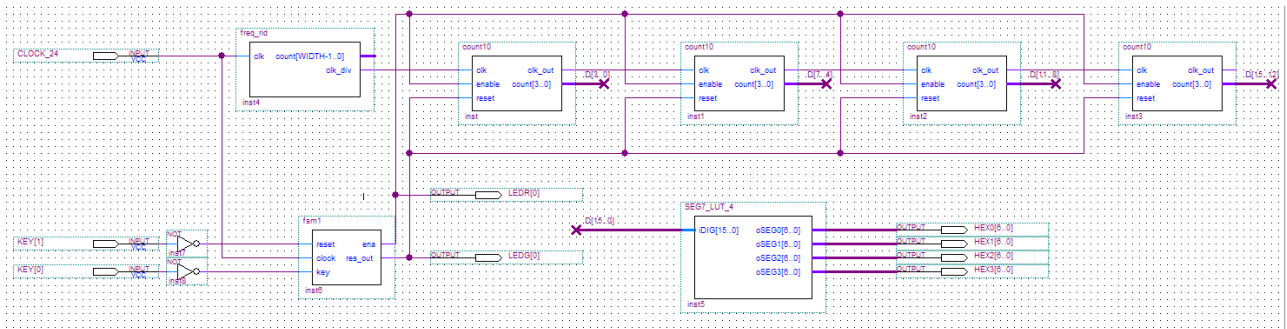 freq_nid
CLOCK_24
INPUT
VCC
clk count[WIDTH-1..0]
clk_div
inst4
count10
clk clk_out
enable count[3..0]
reset
inst
D[3..0]
count10
clk clk_out
enable count[3..0]
reset
inst1
D[7..4]
count10
clk clk_out
enable count[3..0]
reset
inst2
D[11..8]
count10
clk clk_out
enable count[3..0]
reset
inst3
D[15..12]
OUTPUT LEDR[0]
fsm1
KEY[1] INPUT
VCC
NOT
inst7
KEY[0] INPUT
VCC
NOT
inst8
reset ena
clock res_out
key
inst6
OUTPUT LEDG[0]
D[15..0]
SEG7_LUT_4
iDIG[15..0] oSEG0[6..0]
oSEG1[6..0]
oSEG2[6..0]
oSEG3[6..0]
inst5
OUTPUT HEX0[6..0]
OUTPUT HEX1[6..0]
OUTPUT HEX2[6..0]
OUTPUT HEX3[6..0]